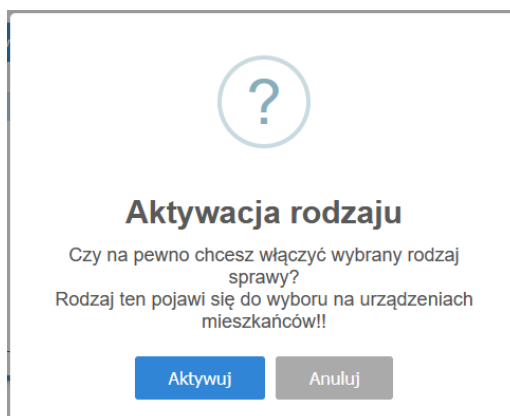 ?
Aktywacja rodzaju
Czy na pewno chcesz włączyć wybrany rodzaj
sprawy?
Rodzaj ten pojawi się do wyboru na urządzeniach
mieszkańców!!
Aktywuj Anuluj